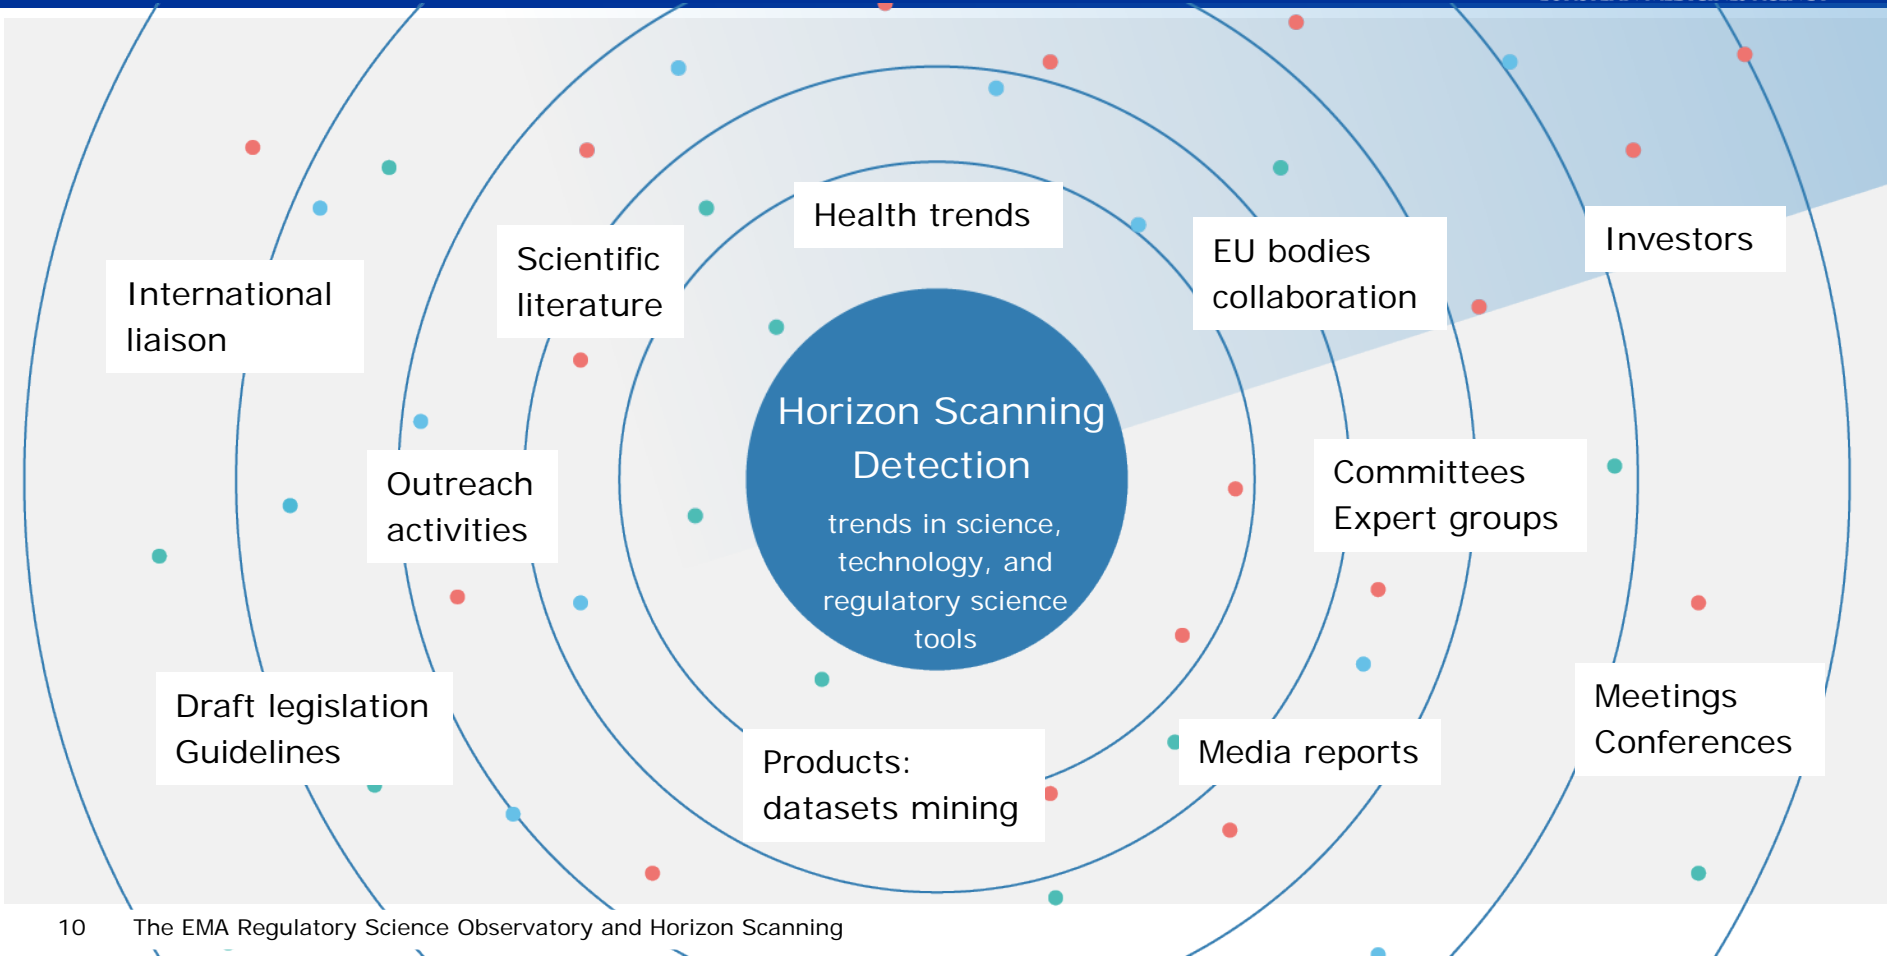 Health trends
Scientific
literature
EU bodies
collaboration
Investors
International
liaison
Horizon Scanning
Detection
trends in science,
technology, and
regulatory science
tools
Outreach
activities
Committees
Expert groups
Draft legislation
Guidelines
Products:
datasets mining
Media reports
Meetings
Conferences
10 The EMA Regulatory Science Observatory and Horizon Scanning